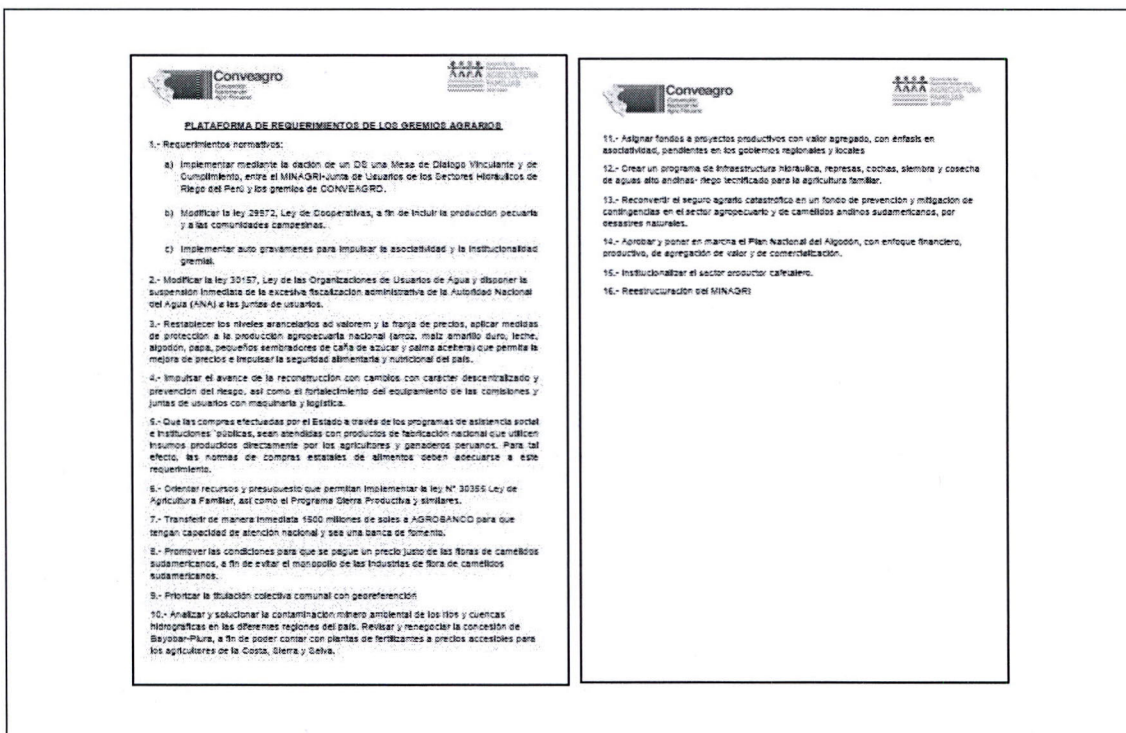 Conveagro
Convención
Nacional del
Agro Peruano
AGRICULTURA
FAMILIAR
PLATAFORMA DE REQUERIMIENTOS DE LOS GREMIOS AGRARIOS
1.- Requerimientos normativos:
a) Implementar mediante la dación de un DS una Mesa de Dialogo Vinculante y de
Cumplimiento, entre el MINAGRI-Junta de Usuarios de los Sectores Hidráulicos de
Riego del Perú y los gremios de CONVEAGRO.
b) Modificar la ley 29972, Ley de Cooperativas, a fin de incluir la producción pecuaria
y a las comunidades campesinas.
c) Implementar auto gravámenes para impulsar la asociatividad y la institucionalidad
gremial.
2.- Modificar la ley 30157, Ley de las Organizaciones de Usuarios de Agua y disponer la
suspensión inmediata de la excesiva fiscalización administrativa de la Autoridad Nacional
del Agua (ANA) a las juntas de usuarios.
3.- Restablecer los niveles arancelarios ad valorem y la franja de precios, aplicar medidas
de protección a la producción agropecuaria nacional (arroz, maíz amarillo duro, leche,
algodón, papa, pequeños sembradores de caña de azúcar y palma aceitera) que permita la
mejora de precios e impulsar la seguridad alimentaria y nutricional del país.
4.- Impulsar el avance de la reconstrucción con cambios con carácter descentralizado y
prevención del riesgo, así como el fortalecimiento del equipamiento de las comisiones y
juntas de usuarios con maquinaria y logística.
5.- Que las compras efectuadas por el Estado a través de los programas de asistencia social
e instituciones públicas, sean atendidas con productos de fabricación nacional que utilicen
insumos producidos directamente por los agricultores y ganaderos peruanos. Para tal
efecto, las normas de compras estatales de alimentos deben adecuarse a este
requerimiento.
6.- Orientar recursos y presupuesto que permitan implementar la ley N° 30355 Ley de
Agricultura Familiar, así como el Programa Sierra Productiva y similares.
7.- Transferir de manera inmediata 1500 millones de soles a AGROBANCO para que
tengan capacidad de atención nacional y sea una banca de fomento.
8.- Promover las condiciones para que se pague un precio justo de las fibras de camélidos
sudamericanos, a fin de evitar el monopolio de las industrias de fibra de camélidos
sudamericanos.
9.- Priorizar la titulación colectiva comunal con georeferención
10.- Analizar y solucionar la contaminación minero ambiental de los ríos y cuencas
hidrográficas en las diferentes regiones del país. Revisar y renegociar la concesión de
Bayobar-Piura, a fin de poder contar con plantas de fertilizantes a precios accesibles para
los agricultores de la Costa, Sierra y Selva.
Conveagro
Convención
Nacional del
Agro Peruano
AGRICULTURA
FAMILIAR
11.- Asignar fondos a proyectos productivos con valor agregado, con énfasis en
asociatividad, pendientes en los gobiernos regionales y locales
12.- Crear un programa de infraestructura hidráulica, represas, cochas, siembra y cosecha
de aguas alto andinas- riego tecnificado para la agricultura familiar.
13.- Reconvertir el seguro agrario catastrófico en un fondo de prevención y mitigación de
contingencias en el sector agropecuario y de camélidos andinos sudamericanos, por
desastres naturales.
14.- Aprobar y poner en marcha el Plan Nacional del Algodón, con enfoque financiero,
productivo, de agregación de valor y de comercialización.
15.- Institucionalizar el sector productor cafetalero.
16.- Reestructuración del MINAGRI